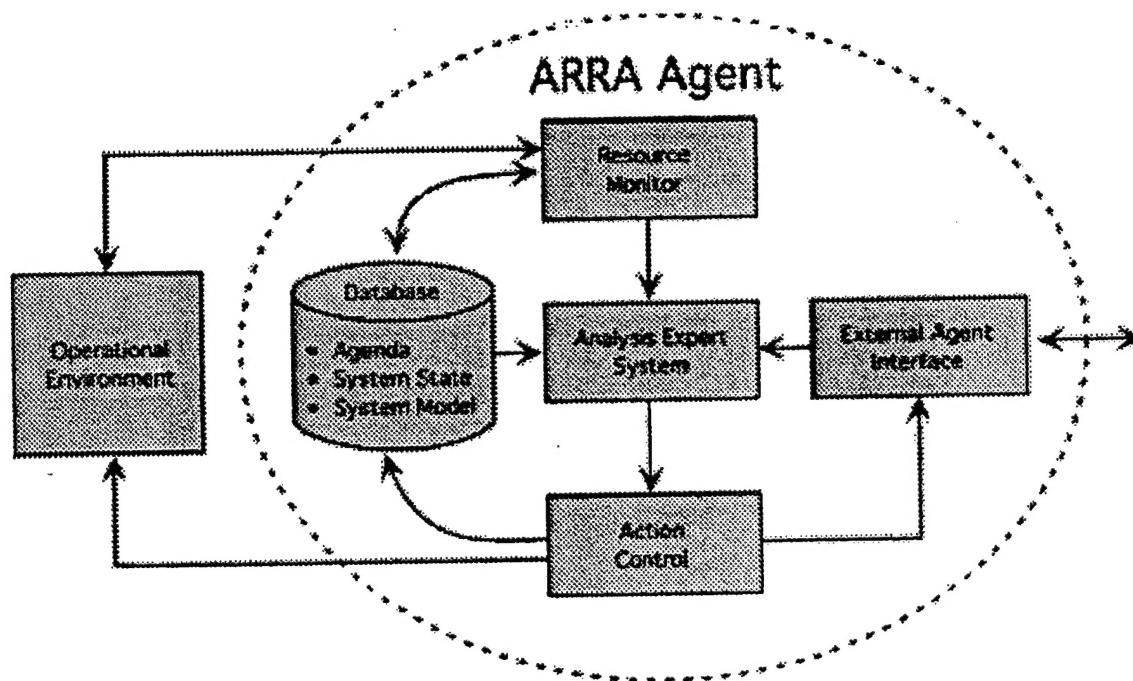 ARRA Agent
Resource
Monitor
Database
• Agenda
• System State
• System Model
Operational
Environment
Analysis Expert
System
External Agent
Interface
Action
Control